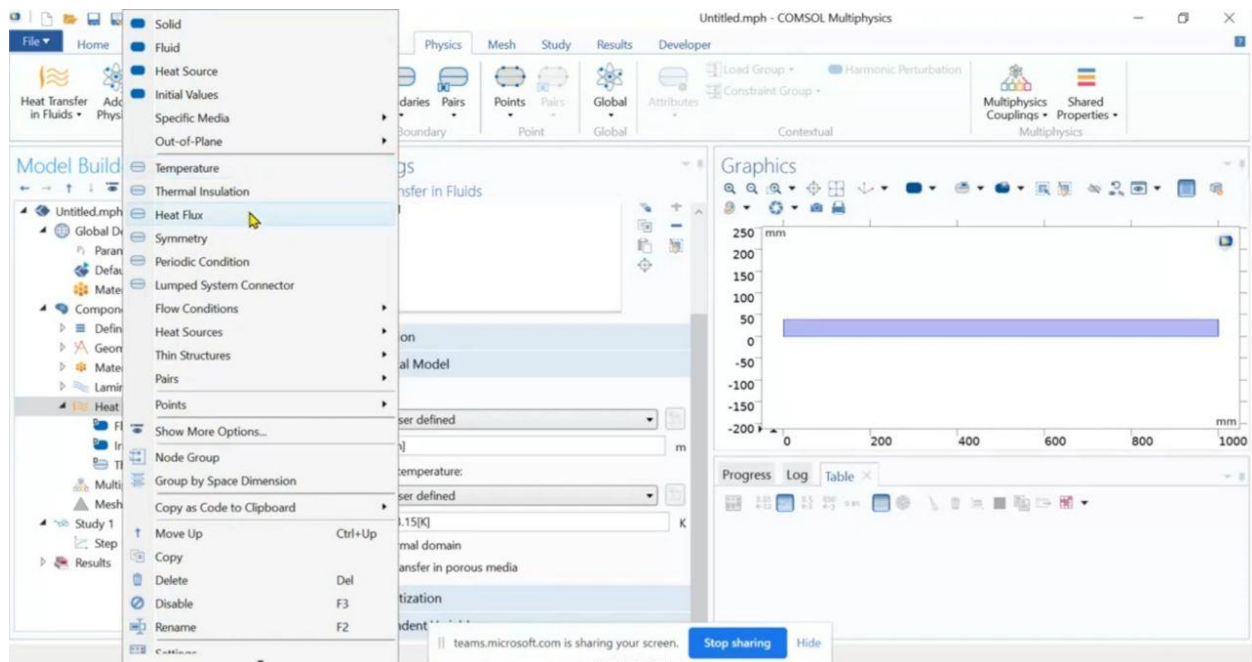 Untitled.mph - COMSOL Multiphysics
File
Home
Physics
Mesh
Study
Results
Developer
Heat Transfer
in Fluids
Pairs
Points
Pairs
Global
Attributes
Load Group
Constraint Group
Harmonic Perturbation
Multiphysics
Couplings
Shared
Properties
Point
Global
Contextual
Multiphysics
Solid
Fluid
Heat Source
Initial Values
Specific Media
Out-of-Plane
Temperature
Thermal Insulation
Heat Flux
Symmetry
Periodic Condition
Lumped System Connector
Flow Conditions
Heat Sources
Thin Structures
Pairs
Points
Show More Options...
Node Group
Group by Space Dimension
Copy as Code to Clipboard
Move Up Ctrl+Up
Copy
Delete Del
Disable F3
Rename F2
Model Build
Untitled.mph
Global De
Paran
Defau
Mate
Compon
Defin
Geon
Mate
Lamir
Heat
Multi
Mesh
Study 1
Step
Results
gs
nsfer in Fluids
on
al Model
ser defined
m
temperature:
ser defined
.15[K]
K
mal domain
ansfer in porous media
tization
Graphics
250 mm
200
150
100
50
0
-50
-100
-150
-200
0 200 400 600 800 1000
mm
Progress Log Table
teams.microsoft.com is sharing your screen. Stop sharing Hide